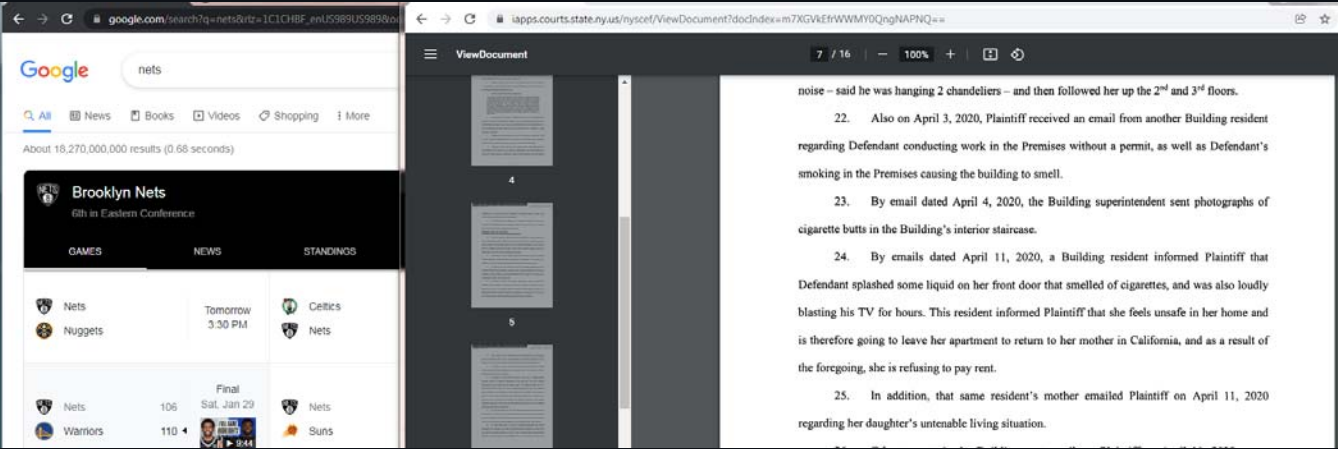 google.com/search?q=nets&rlz=1C1CHBF_enUS989US989&oq
Google
nets
All
News
Books
Videos
Shopping
More
About 18,270,000,000 results (0.68 seconds)
NETS
Brooklyn Nets
6th in Eastern Conference
GAMES
NEWS
STANDINGS
Nets
Nuggets
Tomorrow
3:30 PM
Celtics
Nets
Nets 106
Warriors 110
Final
Sat, Jan 29
9:44
Nets
Suns
iapps.courts.state.ny.us/nyscef/ViewDocument?docIndex=m7XGVkEfrWWMY0QngNAPNQ==
ViewDocument
7 / 16
100%
4
5
noise – said he was hanging 2 chandeliers – and then followed her up the 2nd and 3rd floors.
22. Also on April 3, 2020, Plaintiff received an email from another Building resident
regarding Defendant conducting work in the Premises without a permit, as well as Defendant's
smoking in the Premises causing the building to smell.
23. By email dated April 4, 2020, the Building superintendent sent photographs of
cigarette butts in the Building's interior staircase.
24. By emails dated April 11, 2020, a Building resident informed Plaintiff that
Defendant splashed some liquid on her front door that smelled of cigarettes, and was also loudly
blasting his TV for hours. This resident informed Plaintiff that she feels unsafe in her home and
is therefore going to leave her apartment to return to her mother in California, and as a result of
the foregoing, she is refusing to pay rent.
25. In addition, that same resident's mother emailed Plaintiff on April 11, 2020
regarding her daughter's untenable living situation.